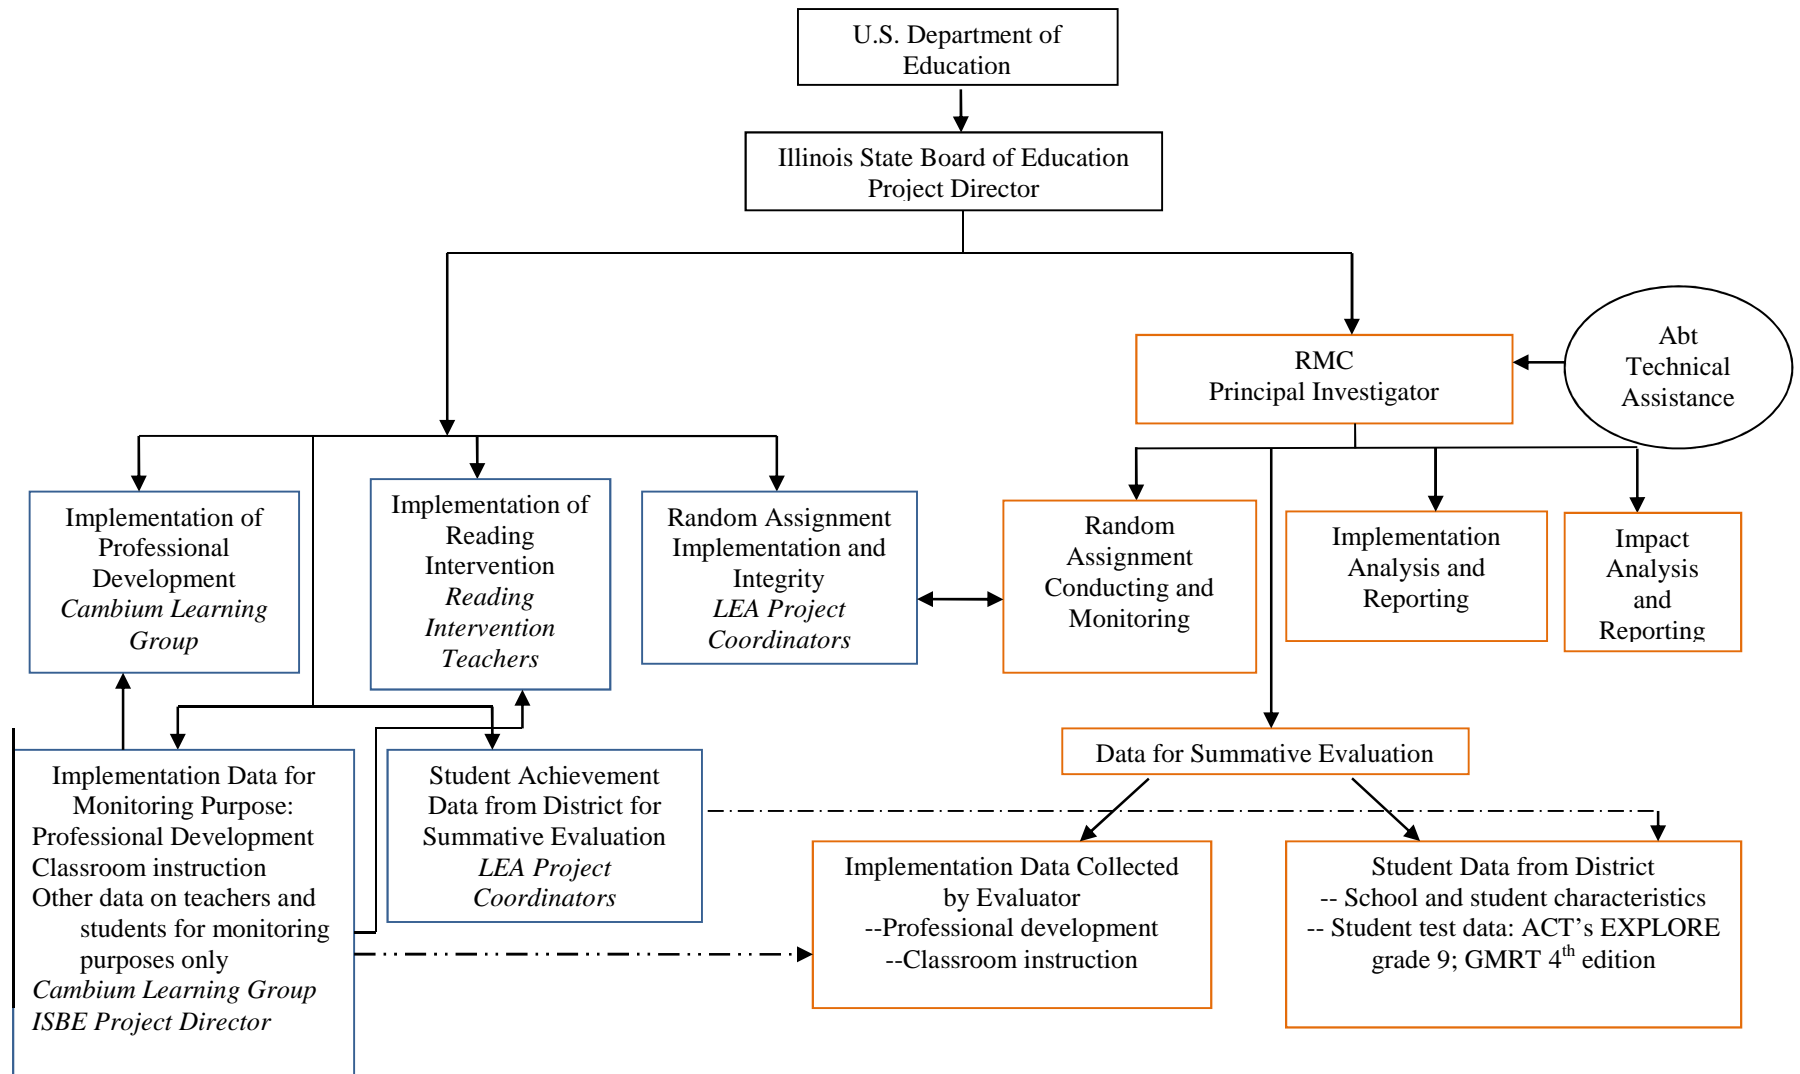 U.S. Department of
Education
Illinois State Board of Education
Project Director
RMC
Principal Investigator
Abt
Technical
Assistance
Implementation of
Professional
Development
Cambium Learning
Group
Implementation of
Reading
Intervention
Reading
Intervention
Teachers
Random Assignment
Implementation and
Integrity
LEA Project
Coordinators
Random
Assignment
Conducting and
Monitoring
Implementation
Analysis and
Reporting
Impact
Analysis
and
Reporting
Data for Summative Evaluation
Implementation Data for
Monitoring Purpose:
Professional Development
Classroom instruction
Other data on teachers and
students for monitoring
purposes only
Cambium Learning Group
ISBE Project Director
Student Achievement
Data from District for
Summative Evaluation
LEA Project
Coordinators
Implementation Data Collected
by Evaluator
--Professional development
--Classroom instruction
Student Data from District
-- School and student characteristics
-- Student test data: ACT’s EXPLORE
grade 9; GMRT 4th edition